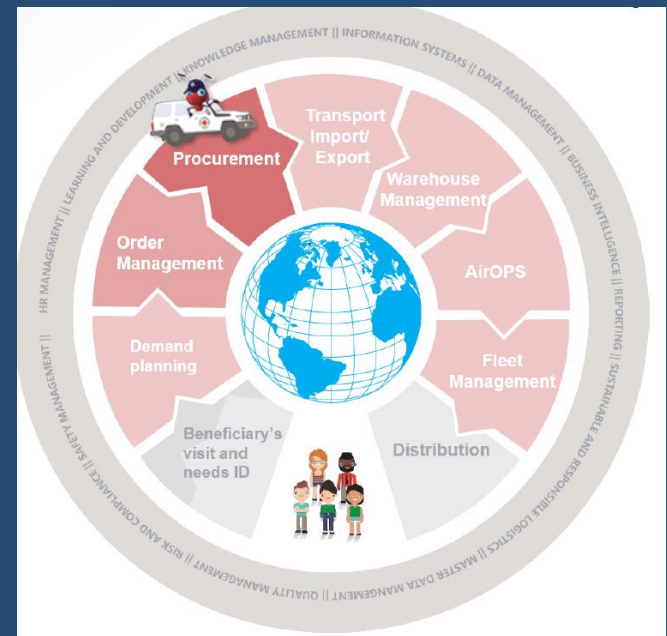 HR MANAGEMENT || LEARNING AND DEVELOPMENT || KNOWLEDGE MANAGEMENT || INFORMATION SYSTEMS || DATA MANAGEMENT || BUSINESS INTELLIGENCE || REPORTING || SUSTAINABLE AND RESPONSIBLE LOGISTICS || MASTER DATA MANGEMENT || QUALITY MANAGEMENT || RISK AND COMPLIANCE || SAFETY MANAGEMENT ||
Beneficiary's
visit and
needs ID
Demand
planning
Order
Management
Procurement
Transport
Import/
Export
Warehouse
Management
AirOPS
Fleet
Management
Distribution